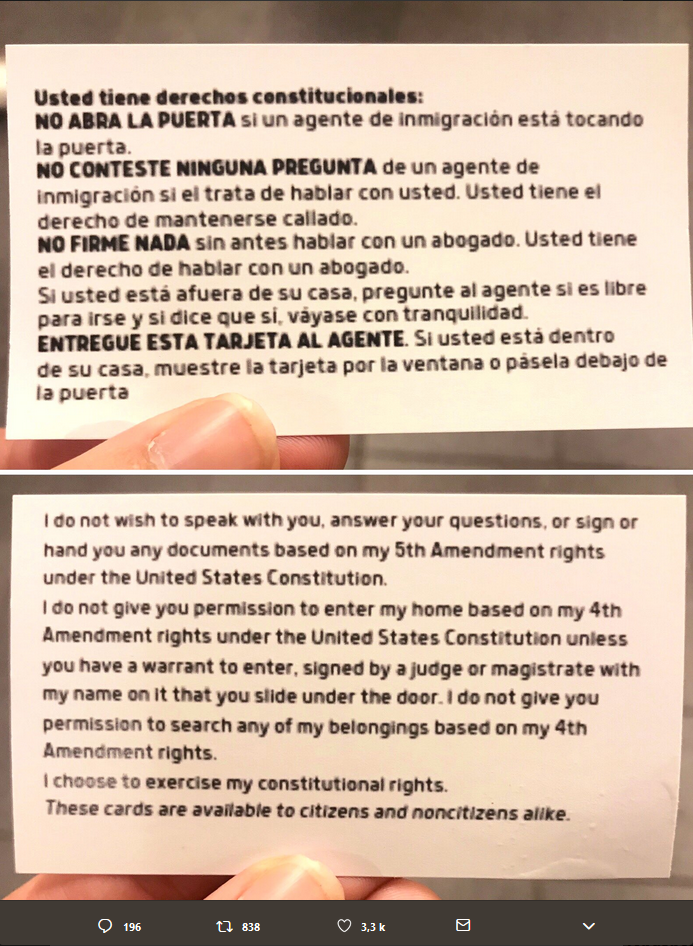 Usted tiene derechos constitucionales:
NO ABRA LA PUERTA si un agente de inmigración está tocando
la puerta.
NO CONTESTE NINGUNA PREGUNTA de un agente de
inmigración si el trata de hablar con usted. Usted tiene el
derecho de mantenerse callado.
NO FIRME NADA sin antes hablar con un abogado. Usted tiene
el derecho de hablar con un abogado.
Si usted está afuera de su casa, pregunte al agente si es libre
para irse y si dice que sí, váyase con tranquilidad.
ENTREGUE ESTA TARJETA AL AGENTE. Si usted está dentro
de su casa, muestre la tarjeta por la ventana o pásela debajo de
la puerta
I do not wish to speak with you, answer your questions, or sign or
hand you any documents based on my 5th Amendment rights
under the United States Constitution.
I do not give you permission to enter my home based on my 4th
Amendment rights under the United States Constitution unless
you have a warrant to enter, signed by a judge or magistrate with
my name on it that you slide under the door. I do not give you
permission to search any of my belongings based on my 4th
Amendment rights.
I choose to exercise my constitutional rights.
These cards are available to citizens and noncitizens alike.
196 838 3,3 k